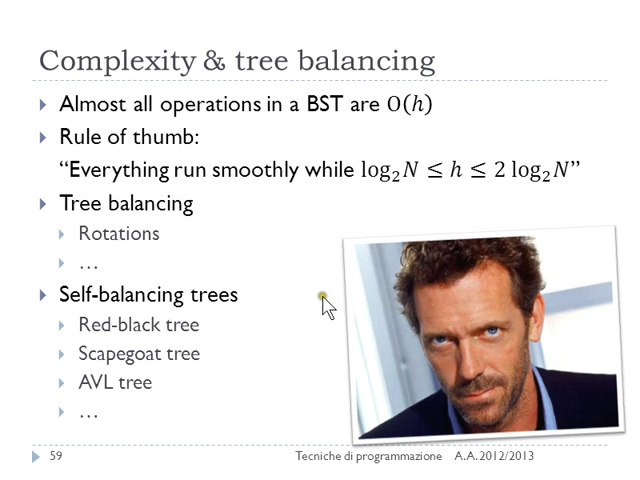 Complexity & tree balancing
Almost all operations in a BST are O(ℎ)
Rule of thumb:
“Everything run smoothly while log₂𝑁 ≤ ℎ ≤ 2 log₂𝑁”
Tree balancing
Rotations
…
Self-balancing trees
Red-black tree
Scapegoat tree
AVL tree
…
59 Tecniche di programmazione A.A. 2012/2013